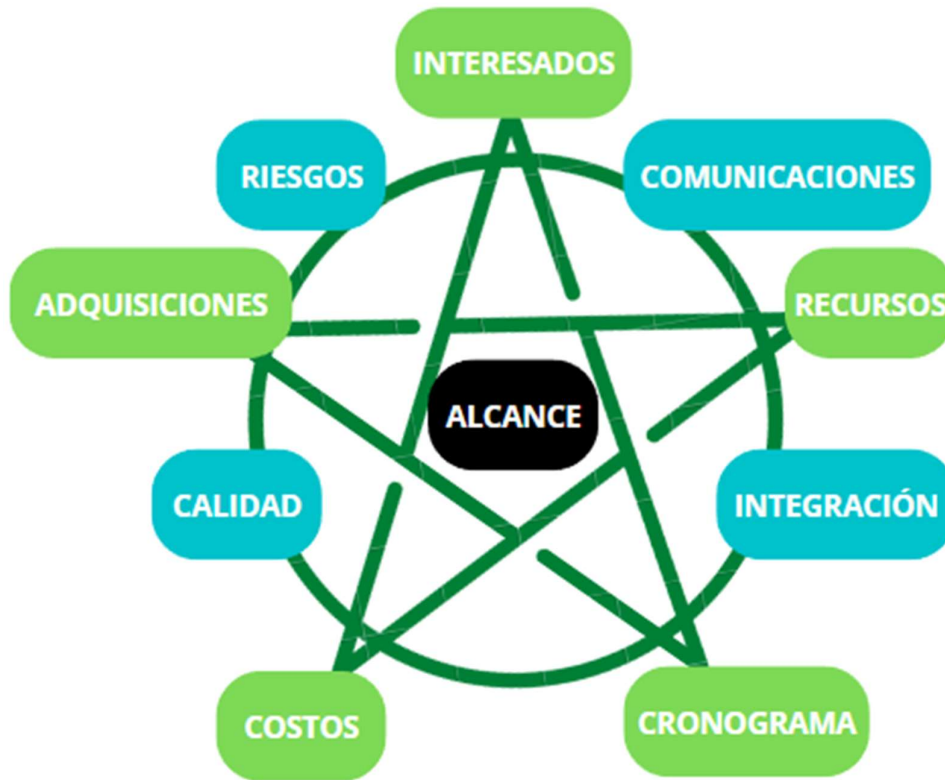 INTERESADOS
RIESGOS
COMUNICACIONES
ADQUISICIONES
RECURSOS
ALCANCE
CALIDAD
INTEGRACIÓN
COSTOS
CRONOGRAMA